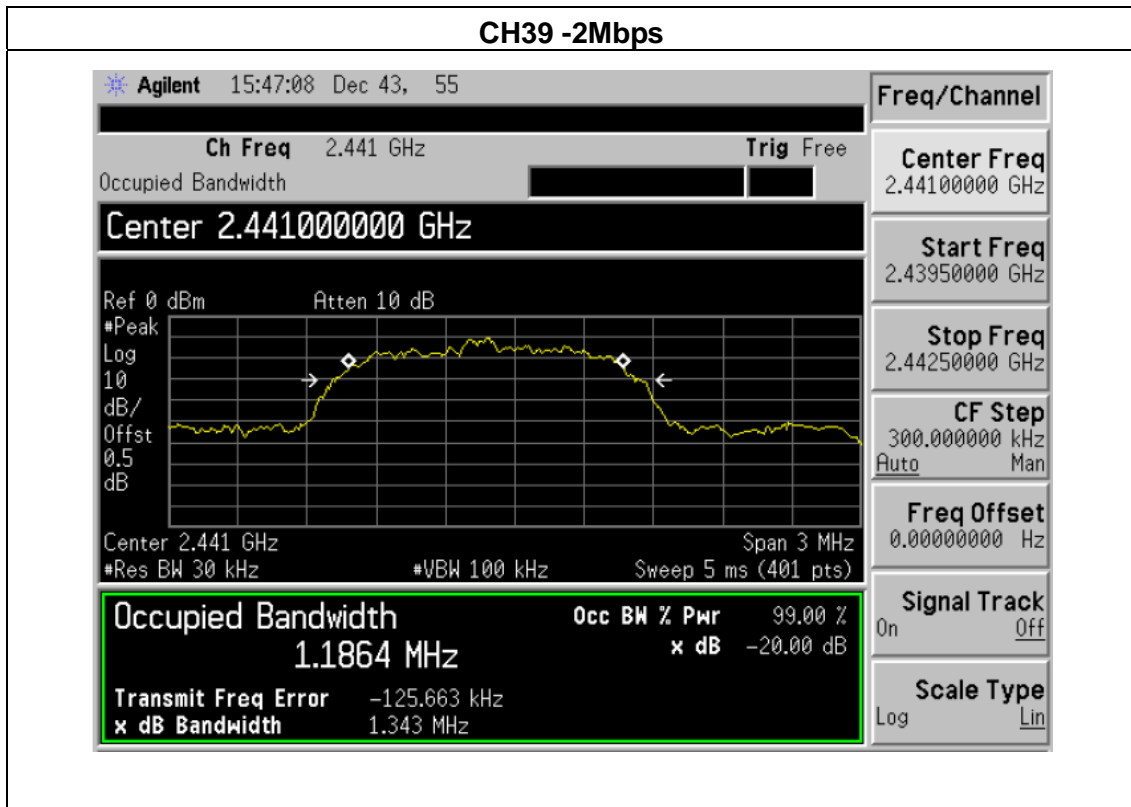 CH39 -2Mbps
Agilent 15:47:08 Dec 43, 55
Ch Freq 2.441 GHz Trig Free
Occupied Bandwidth
Center 2.441000000 GHz
Ref 0 dBm Atten 10 dB
#Peak
Log
10
dB/
Offst
0.5
dB
Center 2.441 GHz Span 3 MHz
#Res BW 30 kHz #VBW 100 kHz Sweep 5 ms (401 pts)
Occupied Bandwidth Occ BW % Pwr 99.00 %
1.1864 MHz x dB -20.00 dB
Transmit Freq Error -125.663 kHz
x dB Bandwidth 1.343 MHz
Freq/Channel
Center Freq
2.44100000 GHz
Start Freq
2.43950000 GHz
Stop Freq
2.44250000 GHz
CF Step
300.000000 kHz
Auto Man
Freq Offset
0.00000000 Hz
Signal Track
On Off
Scale Type
Log Lin